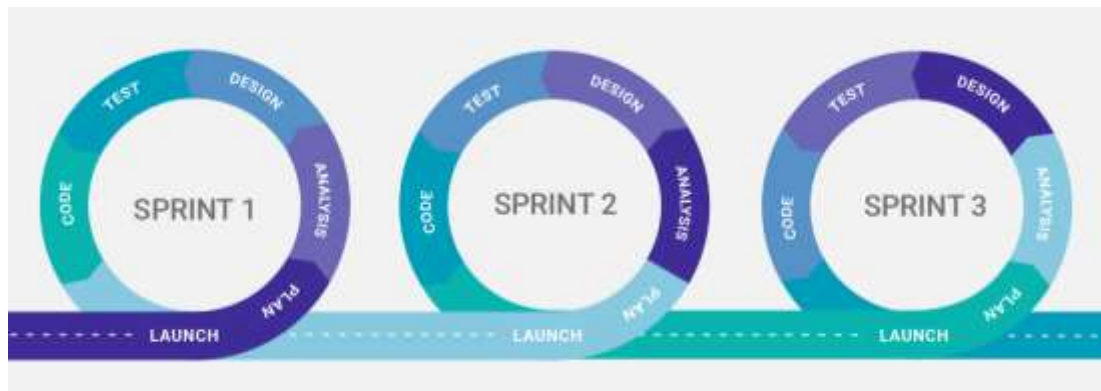 TEST
DESIGN
CODE
SPRINT 1
ANALYSIS
PLAN
LAUNCH
TEST
DESIGN
CODE
SPRINT 2
ANALYSIS
PLAN
LAUNCH
TEST
DESIGN
CODE
SPRINT 3
ANALYSIS
PLAN
LAUNCH